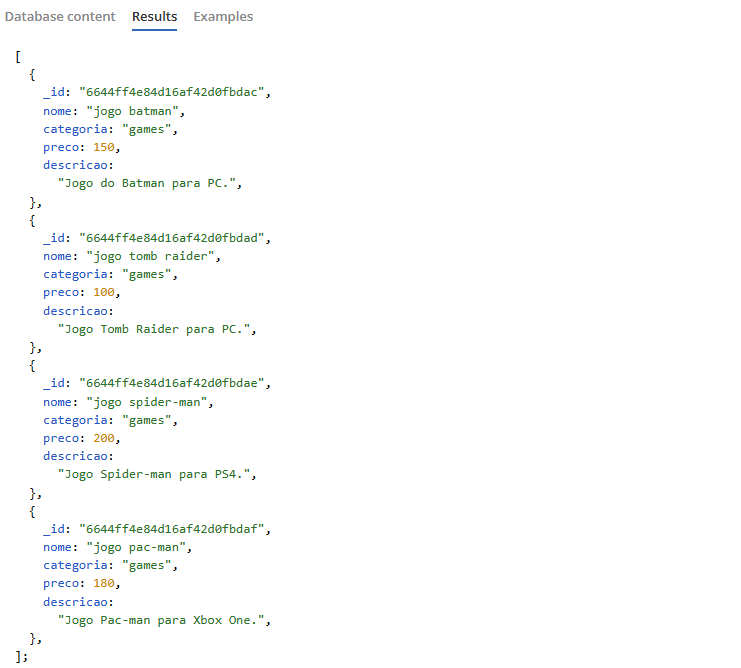 Database content Results Examples
[
{
_id: "6644ff4e84d16af42d0fbdac",
nome: "jogo batman",
categoria: "games",
preco: 150,
descricao:
"Jogo do Batman para PC.",
},
{
_id: "6644ff4e84d16af42d0fbdad",
nome: "jogo tomb raider",
categoria: "games",
preco: 100,
descricao:
"Jogo Tomb Raider para PC.",
},
{
_id: "6644ff4e84d16af42d0fbdae",
nome: "jogo spider-man",
categoria: "games",
preco: 200,
descricao:
"Jogo Spider-man para PS4.",
},
{
_id: "6644ff4e84d16af42d0fbdaf",
nome: "jogo pac-man",
categoria: "games",
preco: 180,
descricao:
"Jogo Pac-man para Xbox One.",
},
];